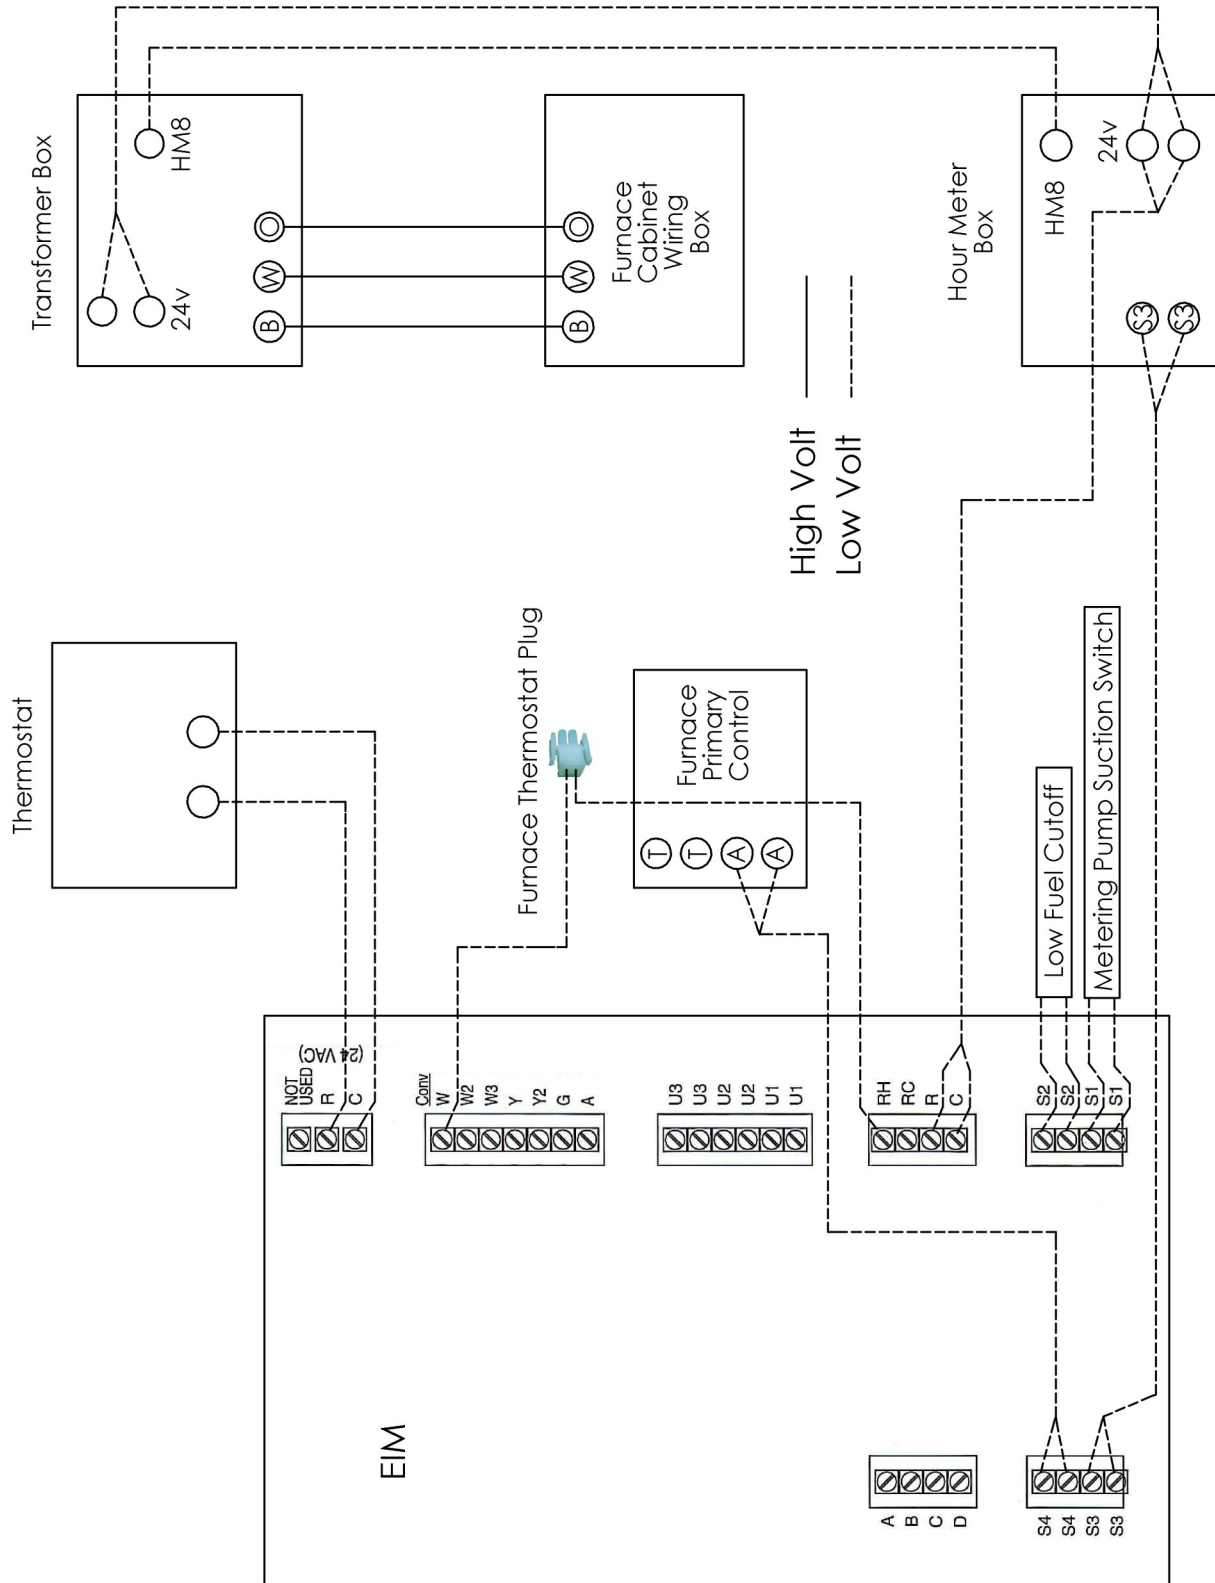 Thermostat
Transformer Box
HM8
24v
B
W
B
W
Furnace
Cabinet
Wiring
Box
High Volt
Low Volt
Hour Meter
Box
HM8
24v
S3
S3
Furnace Thermostat Plug
Furnace
Primary
Control
T
T
A
A
Low Fuel Cutoff
Metering Pump Suction Switch
EIM
NOT
USED
R
C
(24 VAC)
Conv
W
W2
W3
Y
Y2
G
A
U3
U3
U2
U2
U1
U1
RH
RC
R
C
S2
S2
S1
S1
A
B
C
D
S4
S4
S3
S3